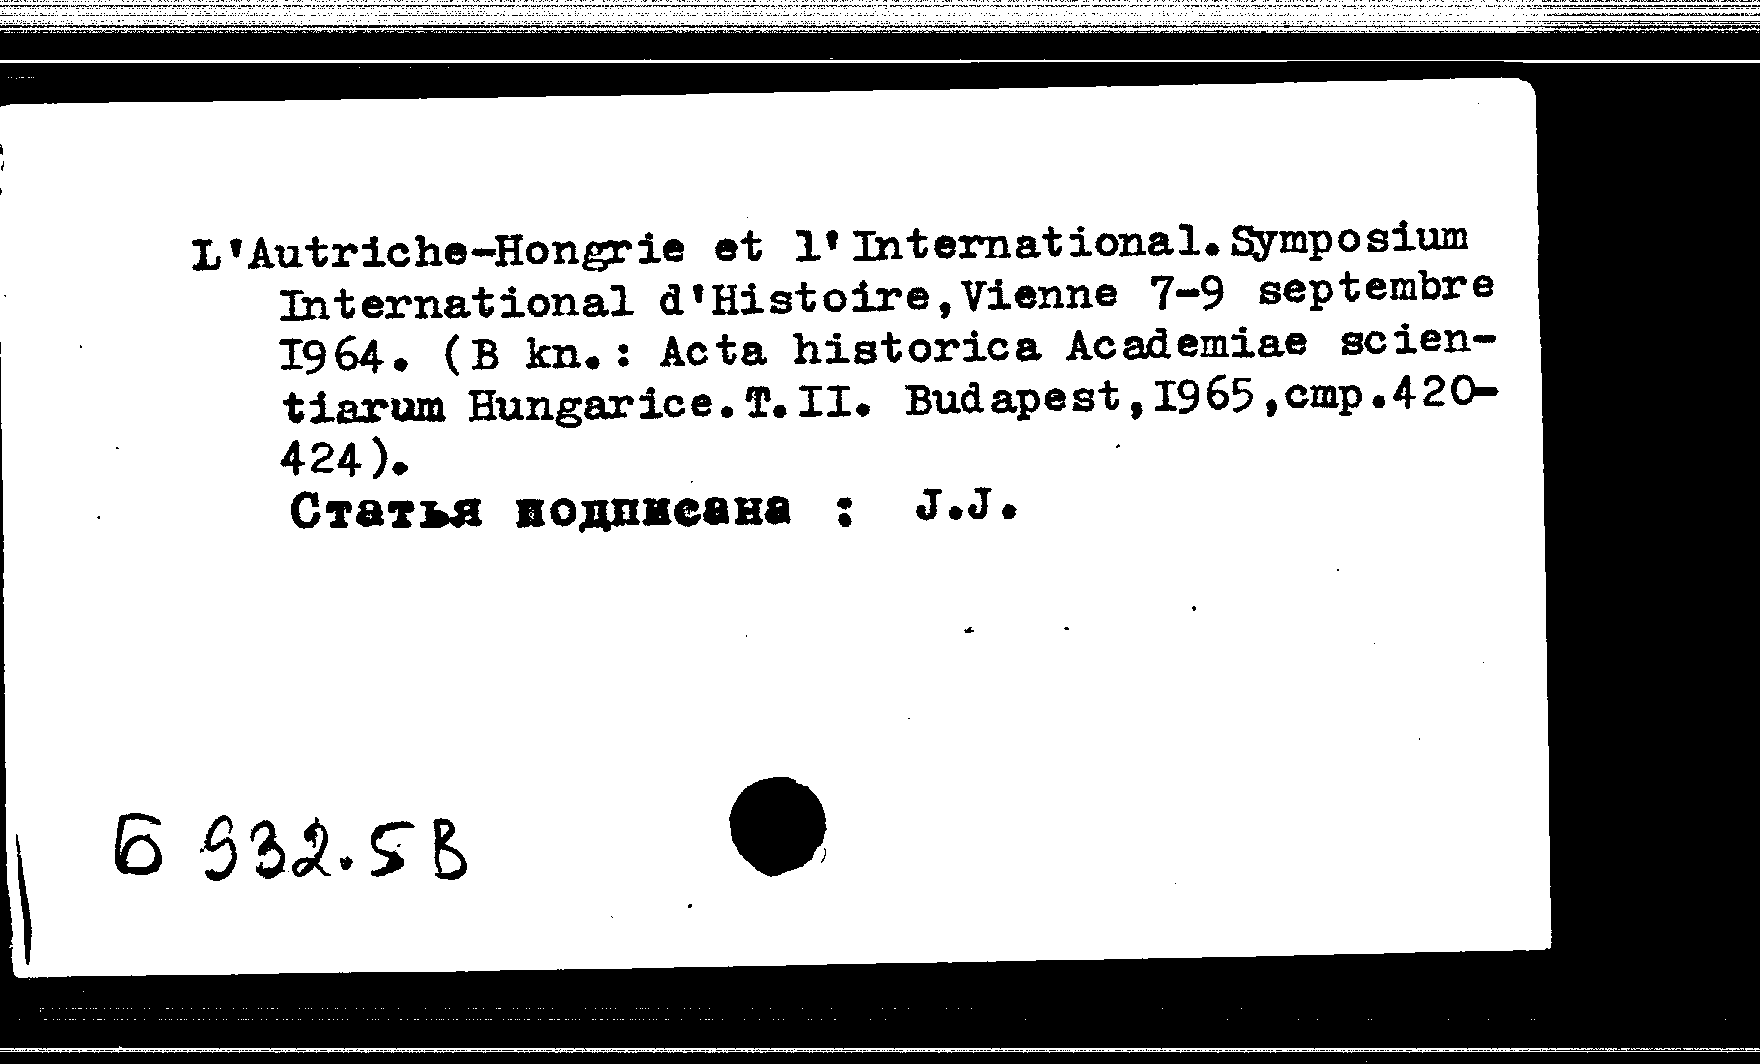 L'Autriche-Hongrie et l'International.Symposium
International d'Histoire,Vienne 7-9 septembre
I964. (B kn.: Acta historica Academiae scien-
tiarum Hungarice.T.II. Budapest,I965,cmp.420-
424).
Статья подписана : J.J.
Б 932.5В